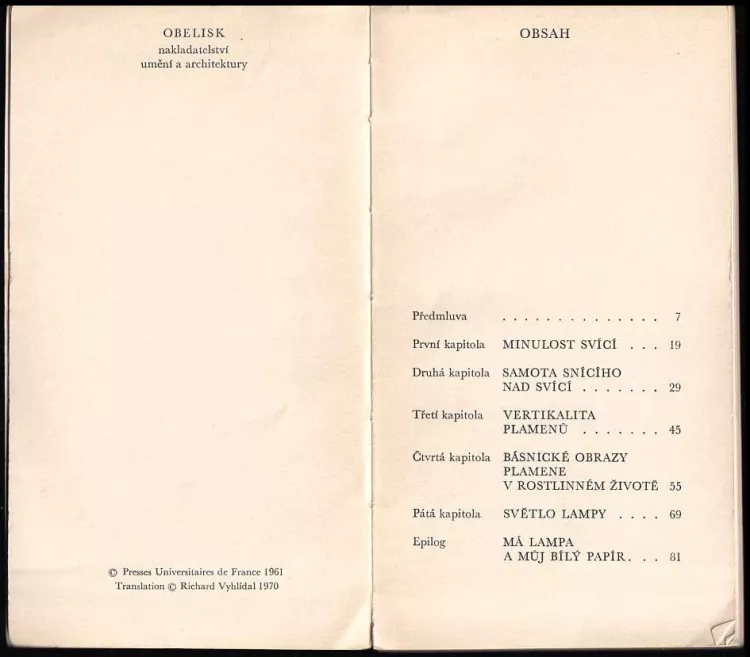 OBELISK
nakladatelství
umění a architektury
© Presses Universitaires de France 1961
Translation © Richard Vyhlídal 1970
OBSAH
Předmluva . . . . . . . . . . . . . . 7
První kapitola MINULOST SVÍCÍ . . . 19
Druhá kapitola SAMOTA SNÍCÍHO
NAD SVÍCÍ . . . . . . . 29
Třetí kapitola VERTIKALITA
PLAMENŮ . . . . . . . 45
Čtvrtá kapitola BÁSNICKÉ OBRAZY
PLAMENE
V ROSTLINNÉM ŽIVOTĚ 55
Pátá kapitola SVĚTLO LAMPY . . . . 69
Epilog MÁ LAMPA
A MŮJ BÍLÝ PAPÍR. . . 81